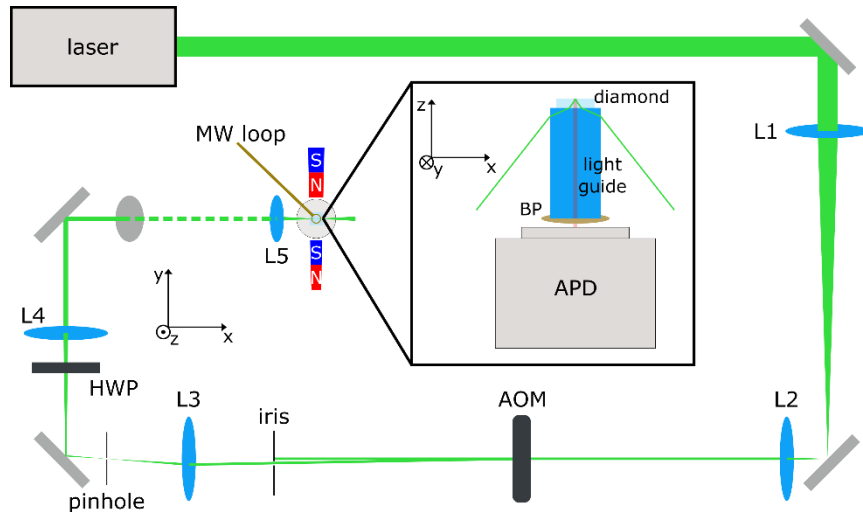 laser
MW loop
S
N
S
N
L5
z
y
x
diamond
light
guide
BP
APD
L1
L4
y
z
x
HWP
L3
iris
AOM
L2
pinhole